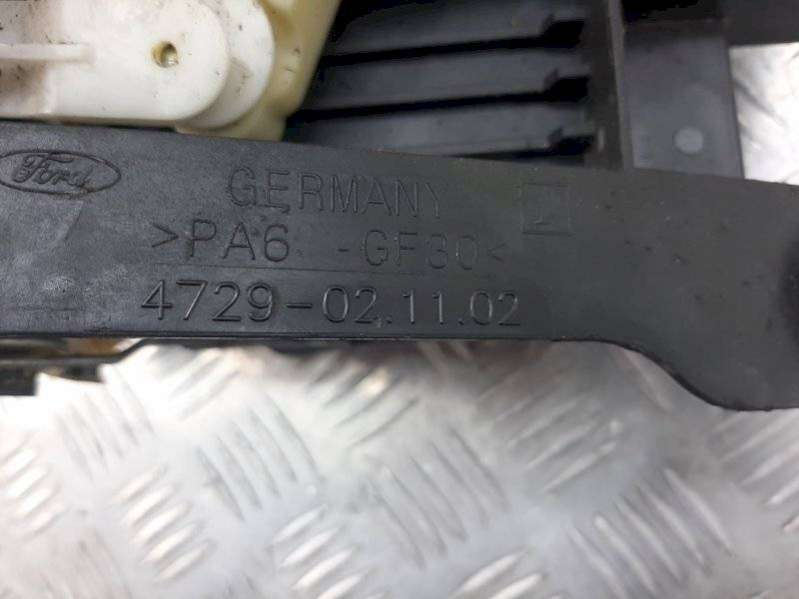 Ford
GERMANY
>PA6 -GF30<
4729-02.11.02